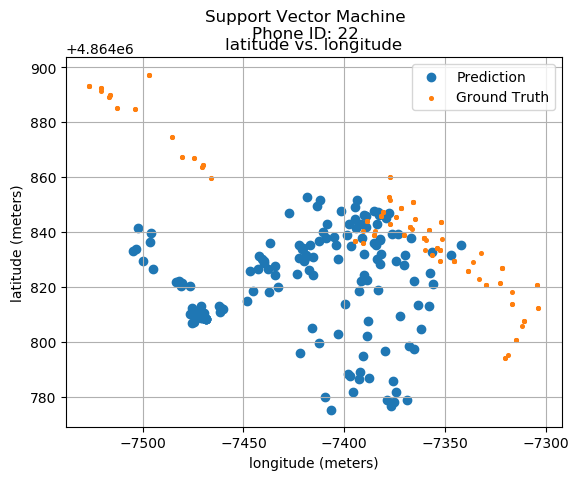 Support Vector Machine
Phone ID: 22
latitude vs. longitude
+4.864e6
900
880
860
840
820
800
780
−7500
−7450
−7400
−7350
−7300
latitude (meters)
longitude (meters)
Prediction
Ground Truth